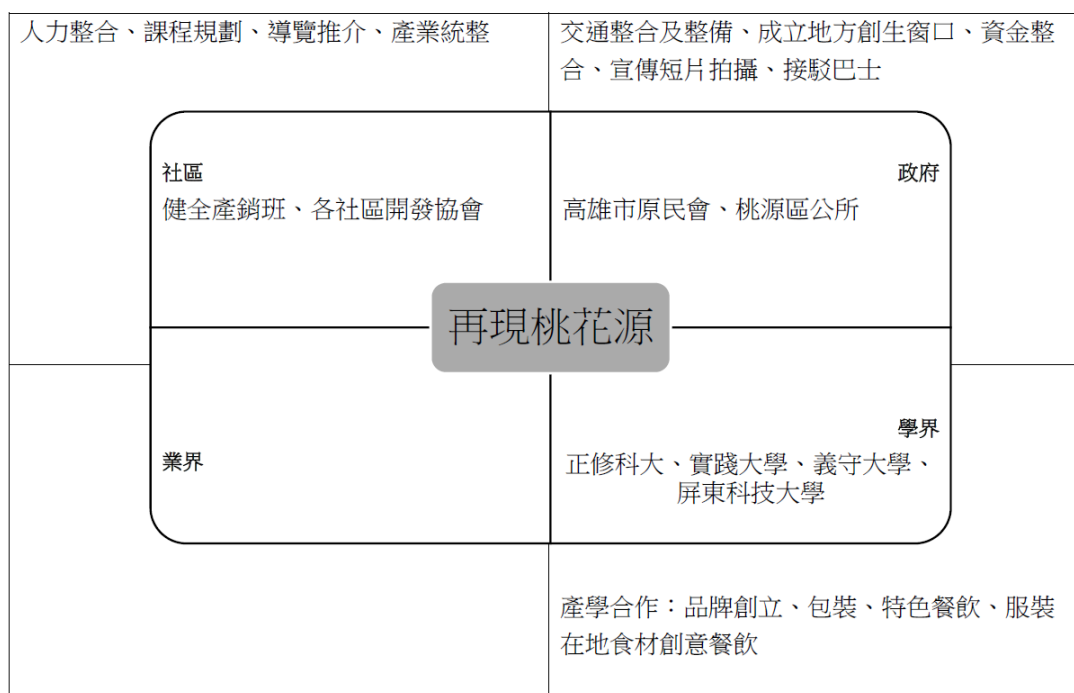 人力整合、課程規劃、導覽推介、產業統整
交通整合及整備、成立地方創生窗口、資金整
合、宣傳短片拍攝、接駁巴士
社區
健全產銷班、各社區開發協會
政府
高雄市原民會、桃源區公所
再現桃花源
業界
學界
正修科大、實踐大學、義守大學、
屏東科技大學
產學合作：品牌創立、包裝、特色餐飲、服裝
在地食材創意餐飲